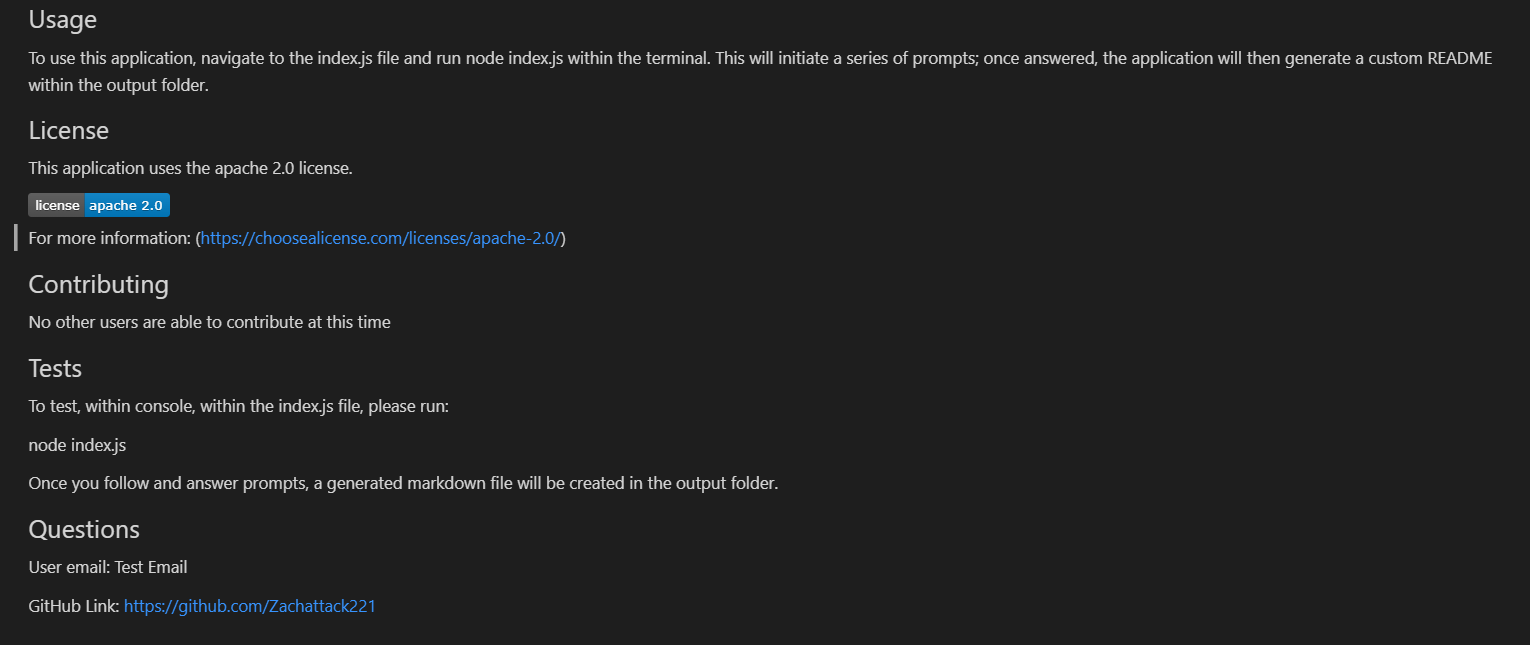 Usage
To use this application, navigate to the index.js file and run node index.js within the terminal. This will initiate a series of prompts; once answered, the application will then generate a custom README
within the output folder.
License
This application uses the apache 2.0 license.
license apache 2.0
For more information: (https://choosealicense.com/licenses/apache-2.0/)
Contributing
No other users are able to contribute at this time
Tests
To test, within console, within the index.js file, please run:
node index.js
Once you follow and answer prompts, a generated markdown file will be created in the output folder.
Questions
User email: Test Email
GitHub Link: https://github.com/Zachattack221